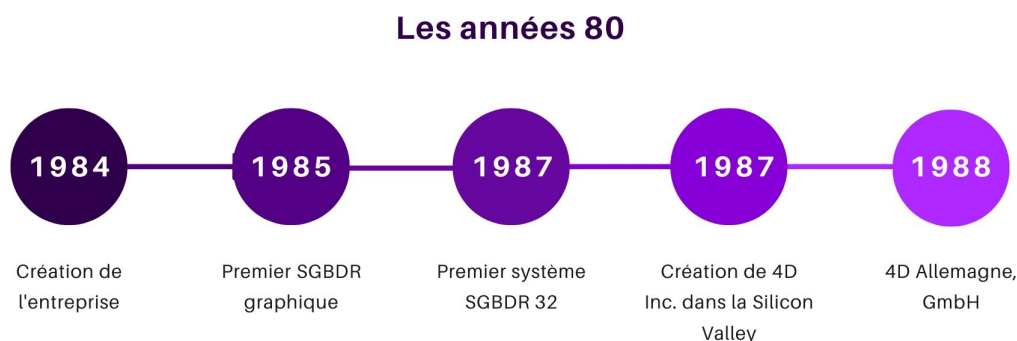 Les années 80
1984
1985
1987
1987
1988
Création de
l'entreprise
Premier SGBDR
graphique
Premier système
SGBDR 32
Création de 4D
Inc. dans la Silicon
Valley
4D Allemagne,
GmbH